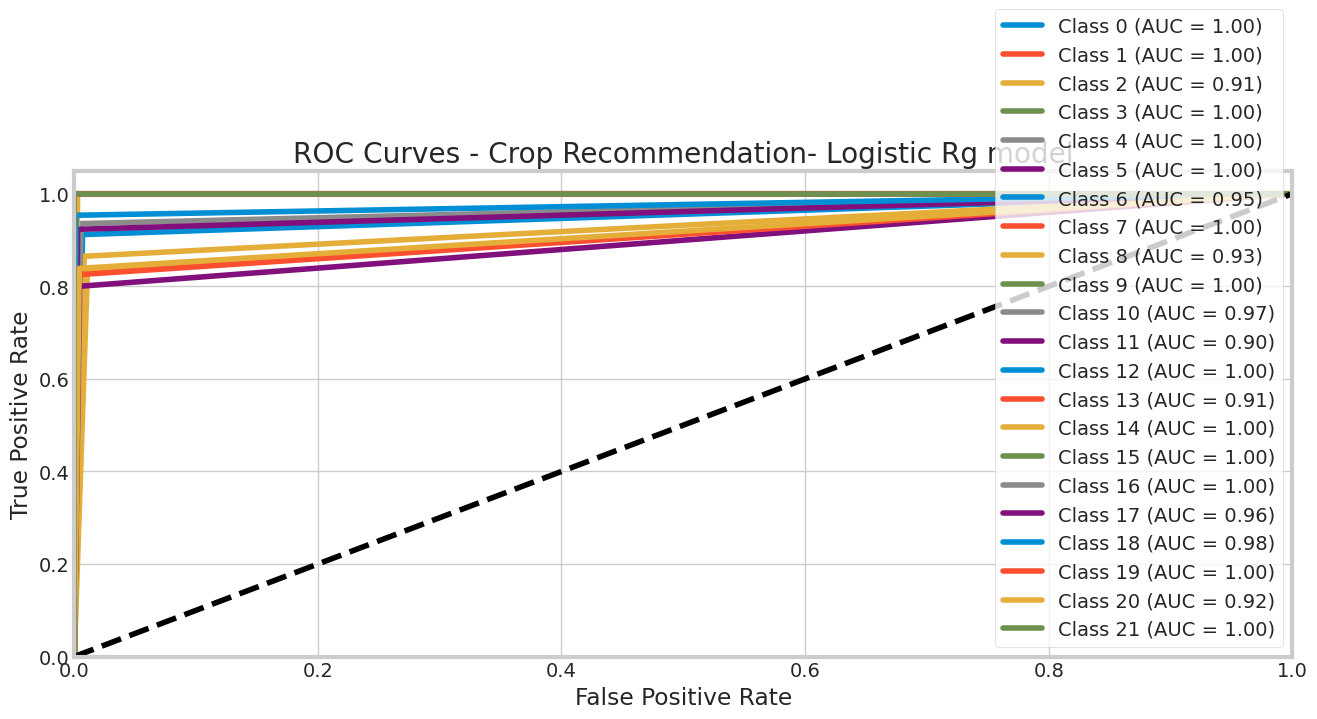 ROC Curves - Crop Recommendation- Logistic Rg model
Class 0 (AUC = 1.00)
Class 1 (AUC = 1.00)
Class 2 (AUC = 0.91)
Class 3 (AUC = 1.00)
Class 4 (AUC = 1.00)
Class 5 (AUC = 1.00)
Class 6 (AUC = 0.95)
Class 7 (AUC = 1.00)
Class 8 (AUC = 0.93)
Class 9 (AUC = 1.00)
Class 10 (AUC = 0.97)
Class 11 (AUC = 0.90)
Class 12 (AUC = 1.00)
Class 13 (AUC = 0.91)
Class 14 (AUC = 1.00)
Class 15 (AUC = 1.00)
Class 16 (AUC = 1.00)
Class 17 (AUC = 0.96)
Class 18 (AUC = 0.98)
Class 19 (AUC = 1.00)
Class 20 (AUC = 0.92)
Class 21 (AUC = 1.00)
True Positive Rate
1.0
0.8
0.6
0.4
0.2
0.0
0.0 0.2 0.4 0.6 0.8 1.0
False Positive Rate